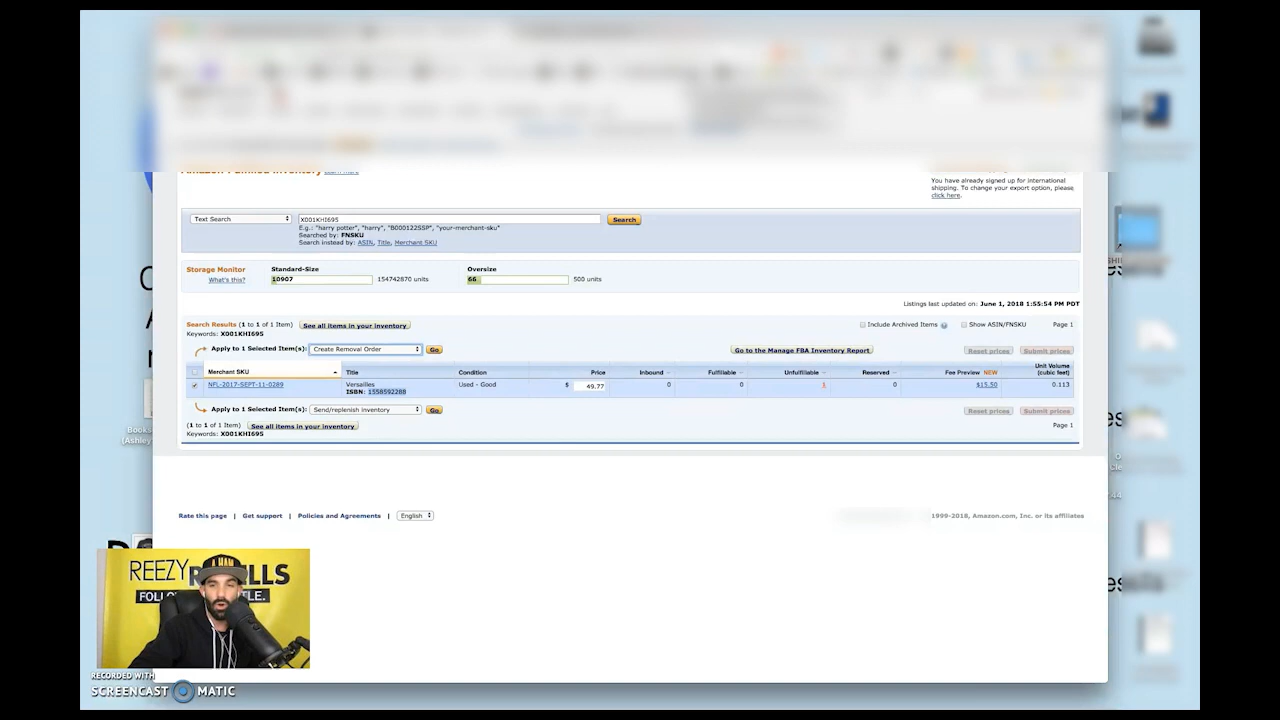 Amazon Fulfilled Inventory Learn more
You have already signed up for international
shipping. To change your export option, please
click here.
Text Search X001KHI695 Search
E.g.: "harry potter", "harry", "B000122SSP", "your-merchant-sku"
Searched by: FNSKU
Search instead by: ASIN, Title, Merchant SKU
Storage Monitor Standard-Size Oversize
What's this? 10907 154742870 units 66 500 units
Listings last updated on: June 1, 2018 1:55:54 PM PDT
Search Results (1 to 1 of 1 Item) See all items in your inventory Include Archived Items Show ASIN/FNSKU Page 1
Keywords: X001KHI695
Apply to 1 Selected Item(s): Create Removal Order Go Go to the Manage FBA Inventory Report Reset prices Submit prices
Merchant SKU Title Condition Price Inbound Fulfillable Unfulfillable Reserved Fee Preview NEW Unit Volume (cubic feet)
NFL-2017-SEPT-11-0289 Versailles Used - Good $ 49.77 0 0 1 0 $15.50 0.113
ISBN: 1558592288
Apply to 1 Selected Item(s): Send/replenish inventory Go Reset prices Submit prices
(1 to 1 of 1 Item) See all items in your inventory Page 1
Keywords: X001KHI695
Rate this page | Get support | Policies and Agreements | English 1999-2018, Amazon.com, Inc. or its affiliates
Books
(Ashley
REEZY
RECORDED WITH
SCREENCAST MATIC